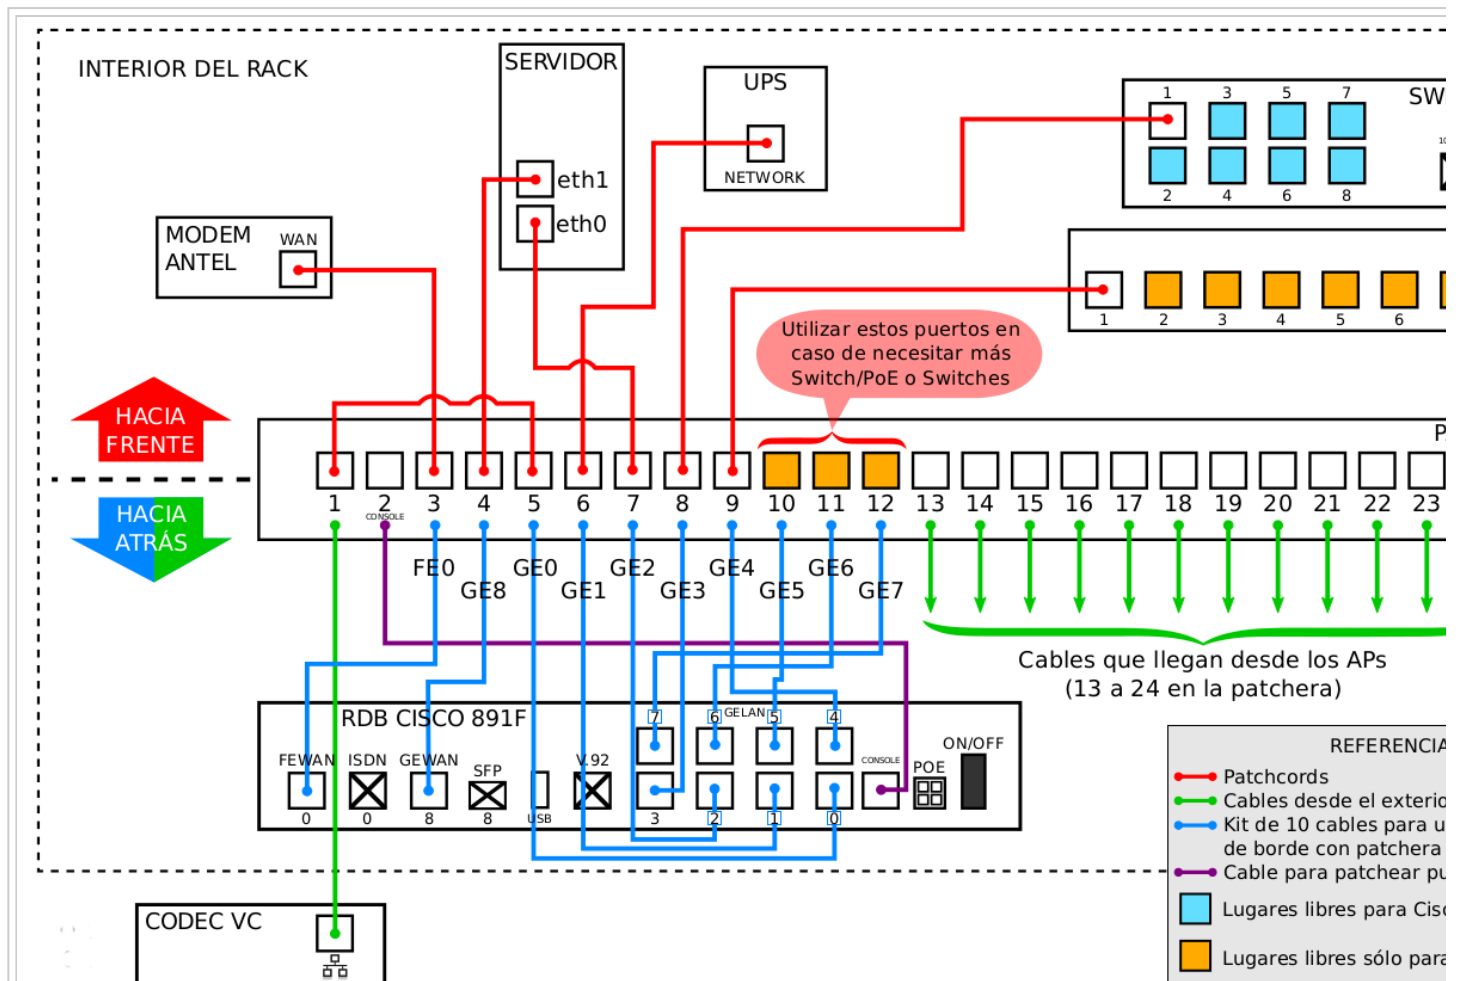 INTERIOR DEL RACK
SERVIDOR
eth1
eth0
UPS
NETWORK
1 3 5 7
2 4 6 8
MODEM
ANTEL
WAN
1 2 3 4 5 6
Utilizar estos puertos en
caso de necesitar más
Switch/PoE o Switches
HACIA
FRENTE
HACIA
ATRÁS
1 2 3 4 5 6 7 8 9 10 11 12 13 14 15 16 17 18 19 20 21 22 23
CONSOLE
FE0 GE0 GE2 GE4 GE6
GE8 GE1 GE3 GE5 GE7
Cables que llegan desde los APs
(13 a 24 en la patchera)
RDB CISCO 891F
7 6 GELAN 5 4
FEWAN ISDN GEWAN SFP V.92 CONSOLE POE ON/OFF
0 0 8 8 USB 3 2 1 0
CODEC VC
REFERENCIA
Patchcords
Cables desde el exterio
Kit de 10 cables para u
de borde con patchera
Cable para patchear pu
Lugares libres para Cisc
Lugares libres sólo para